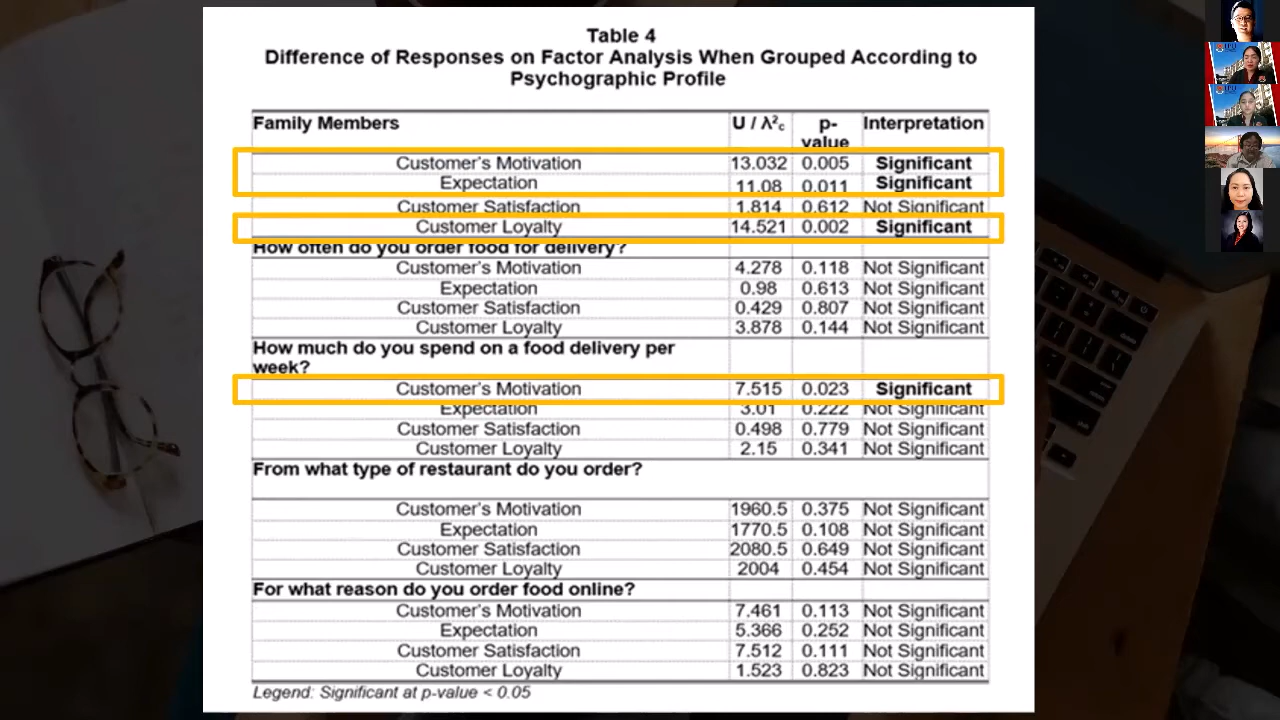 Table 4
Difference of Responses on Factor Analysis When Grouped According to
Psychographic Profile
Family Members U / λ²c p-value Interpretation
Customer's Motivation 13.032 0.005 Significant
Expectation 11.08 0.011 Significant
Customer Satisfaction 1.814 0.612 Not Significant
Customer Loyalty 14.521 0.002 Significant
How often do you order food for delivery?
Customer's Motivation 4.278 0.118 Not Significant
Expectation 0.98 0.613 Not Significant
Customer Satisfaction 0.429 0.807 Not Significant
Customer Loyalty 3.878 0.144 Not Significant
How much do you spend on a food delivery per
week?
Customer's Motivation 7.515 0.023 Significant
Expectation 3.01 0.222 Not Significant
Customer Satisfaction 0.498 0.779 Not Significant
Customer Loyalty 2.15 0.341 Not Significant
From what type of restaurant do you order?
Customer's Motivation 1960.5 0.375 Not Significant
Expectation 1770.5 0.108 Not Significant
Customer Satisfaction 2080.5 0.649 Not Significant
Customer Loyalty 2004 0.454 Not Significant
For what reason do you order food online?
Customer's Motivation 7.461 0.113 Not Significant
Expectation 5.366 0.252 Not Significant
Customer Satisfaction 7.512 0.111 Not Significant
Customer Loyalty 1.523 0.823 Not Significant
Legend: Significant at p-value < 0.05